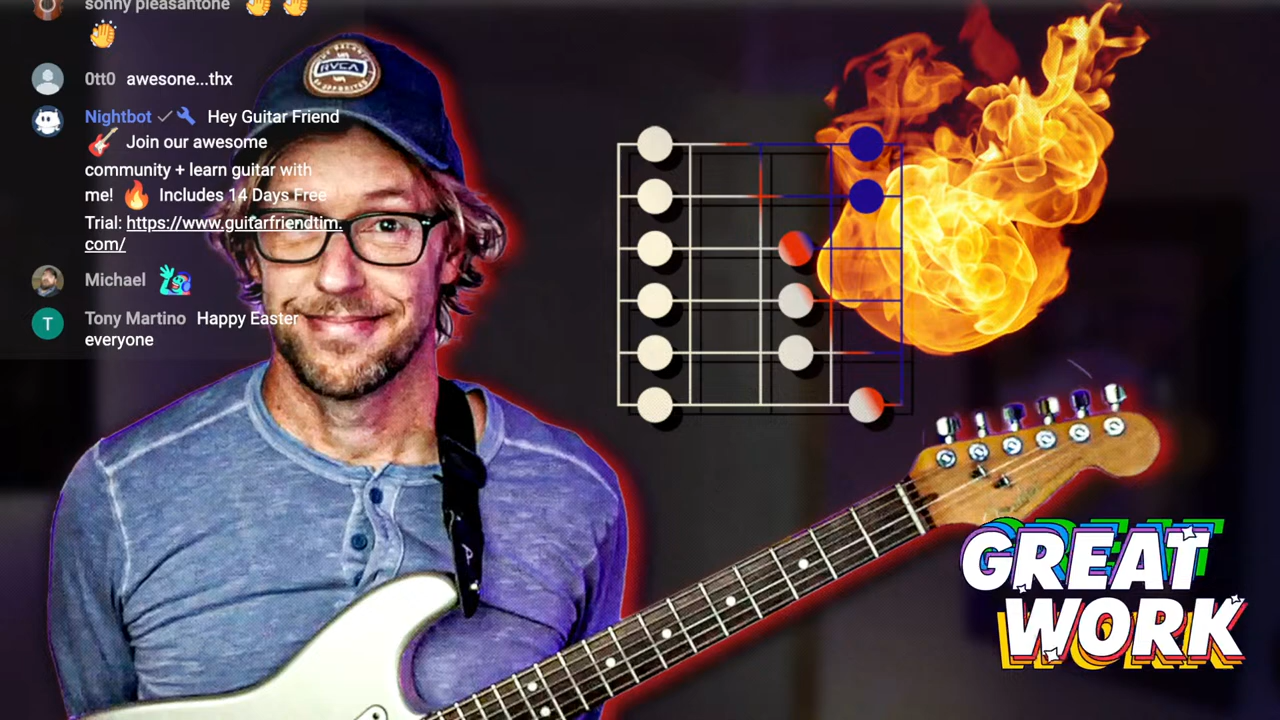 sonny pleasantone
0tt0 awesone...thx
Nightbot Hey Guitar Friend
Join our awesome
community + learn guitar with
me! Includes 14 Days Free
Trial: https://www.guitarfriendtim.
com/
Michael
T
Tony Martino Happy Easter
everyone
RVCA
GREAT
WORK